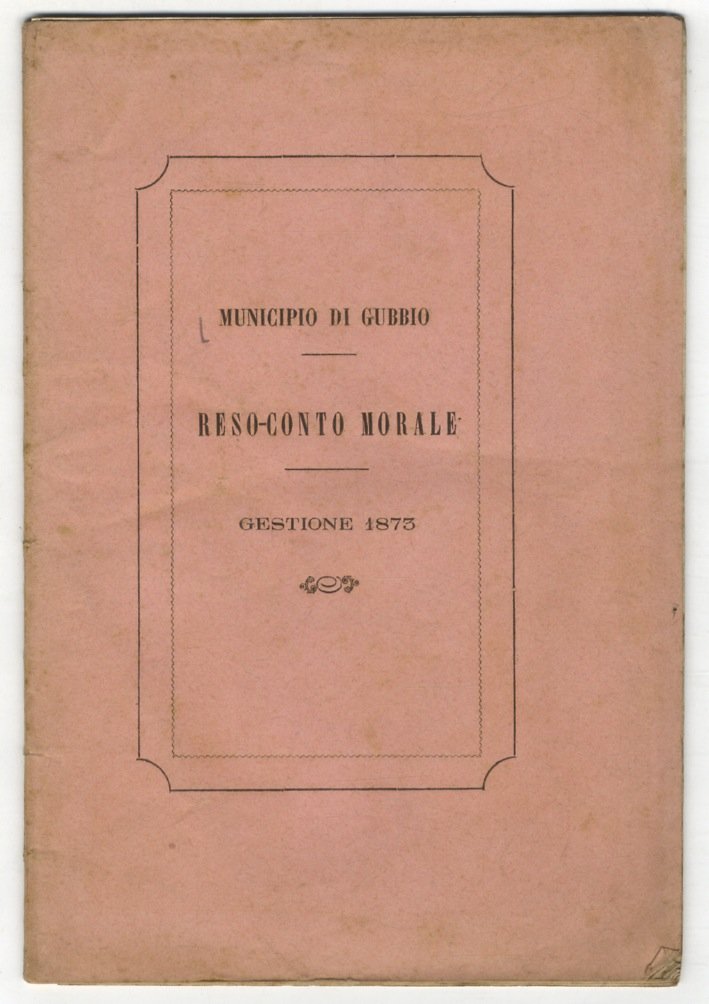 MUNICIPIO DI GUBBIO
RESO-CONTO MORALE
GESTIONE 1873